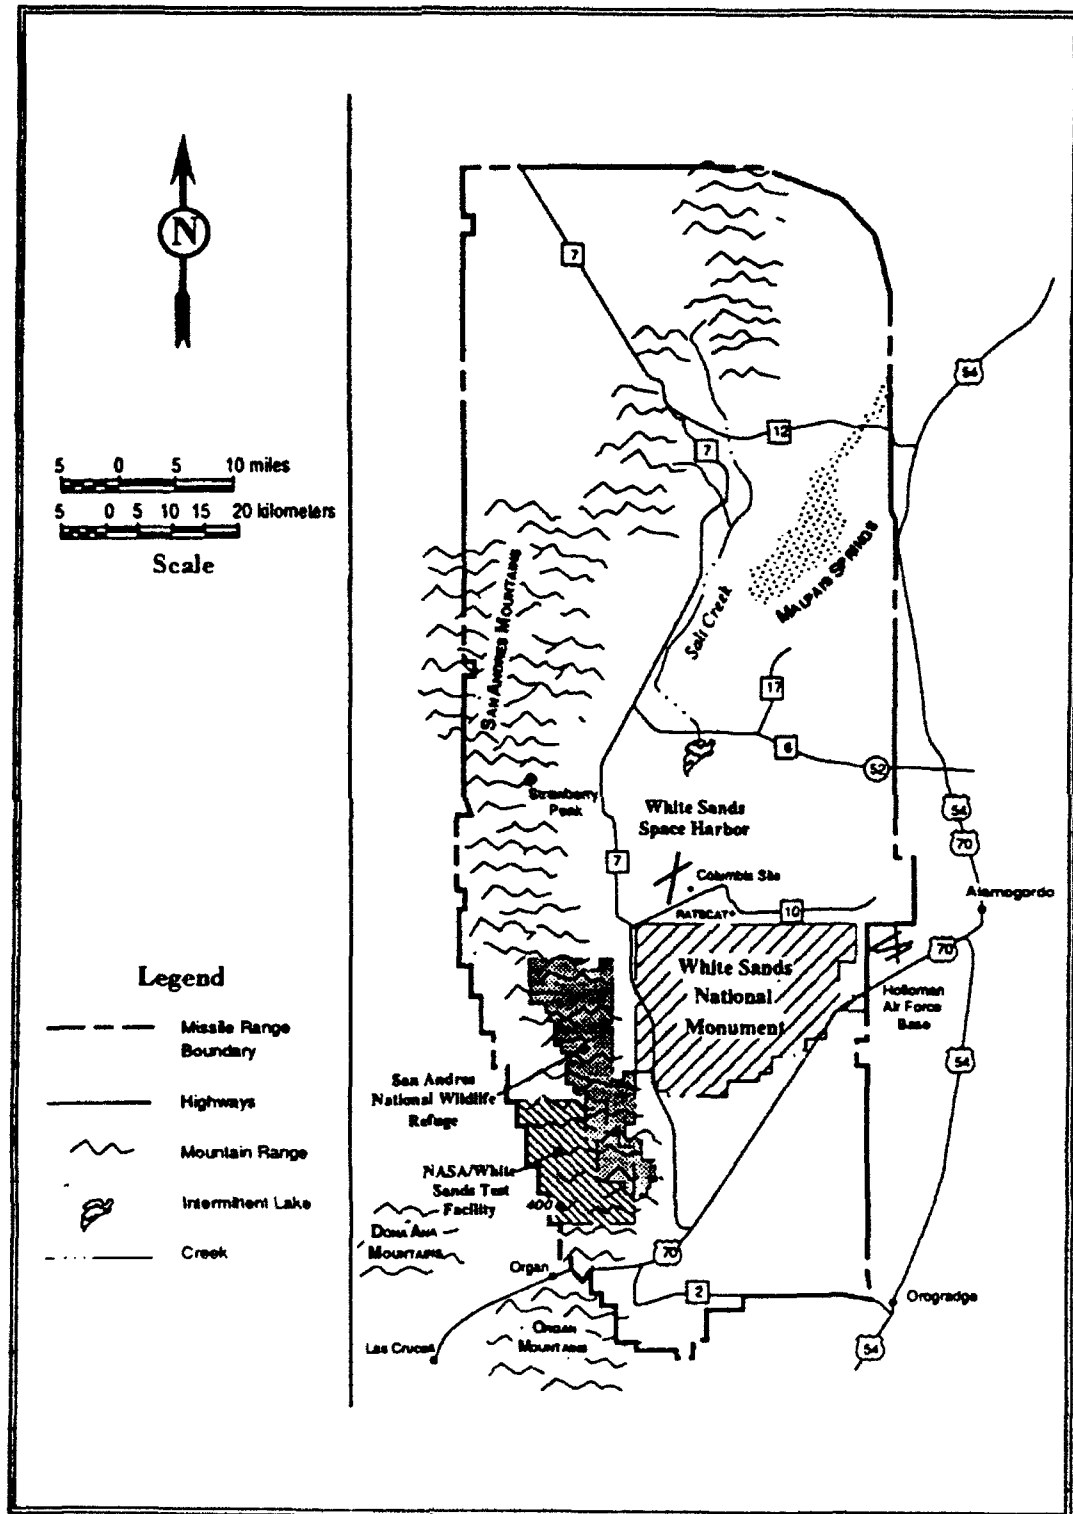 N
7
54
12
7
5 0 5 10 miles
5 0 5 10 15 20 kilometers
Scale
MALPAIS SPRINGS
SAN ANDRES MOUNTAINS
Salt Creek
17
6
52
Strawberry
Peak
White Sands
Space Harbor
54
70
7
Columbia Site
Alamogordo
RATSCAT
10
70
Legend
White Sands
National
Monument
Holloman
Air Force
Base
Missile Range
Boundary
54
San Andres
National Wildlife
Refuge
Highways
Mountain Range
NASA/White
Sands Test
Facility
400
Intermittent Lake
DONA ANA
MOUNTAINS
Creek
70
Organ
2
Orogradge
ORGAN
MOUNTAINS
Las Cruces
54